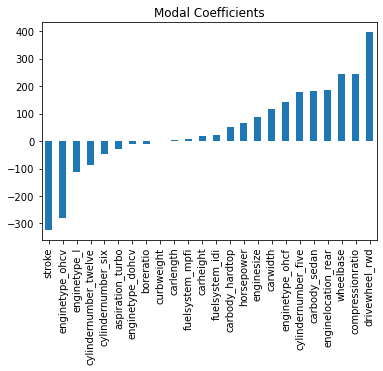 Modal Coefficients
400
300
200
100
0
−100
−200
−300
stroke
enginetype_ohcv
enginetype_l
cylindernumber_twelve
cylindernumber_six
aspiration_turbo
enginetype_dohcv
boreratio
curbweight
carlength
fuelsystem_mpfi
carheight
fuelsystem_idi
carbody_hardtop
horsepower
enginesize
carwidth
enginetype_ohcf
cylindernumber_five
carbody_sedan
enginelocation_rear
wheelbase
compressionratio
drivewheel_rwd